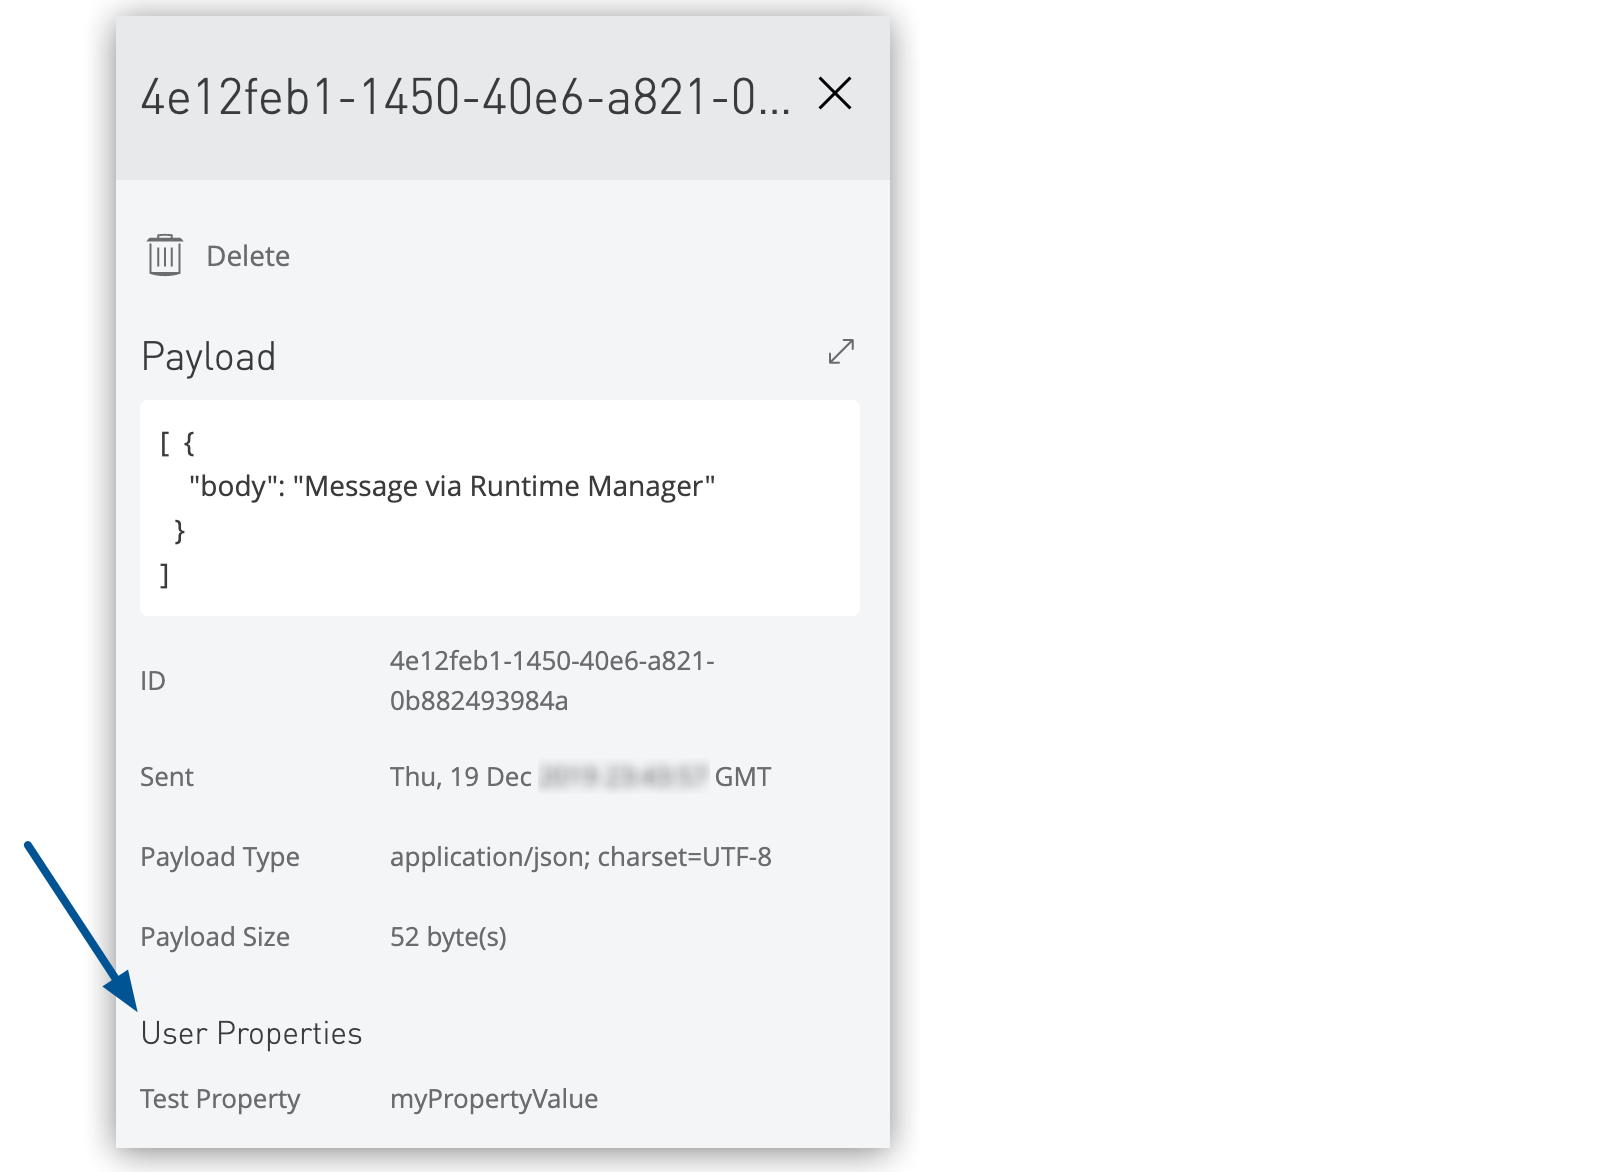 4e12feb1-1450-40e6-a821-0...
Delete
Payload
[ {
"body": "Message via Runtime Manager"
}
]
ID
4e12feb1-1450-40e6-a821-
0b882493984a
Sent Thu, 19 Dec GMT
Payload Type application/json; charset=UTF-8
Payload Size 52 byte(s)
User Properties
Test Property myPropertyValue